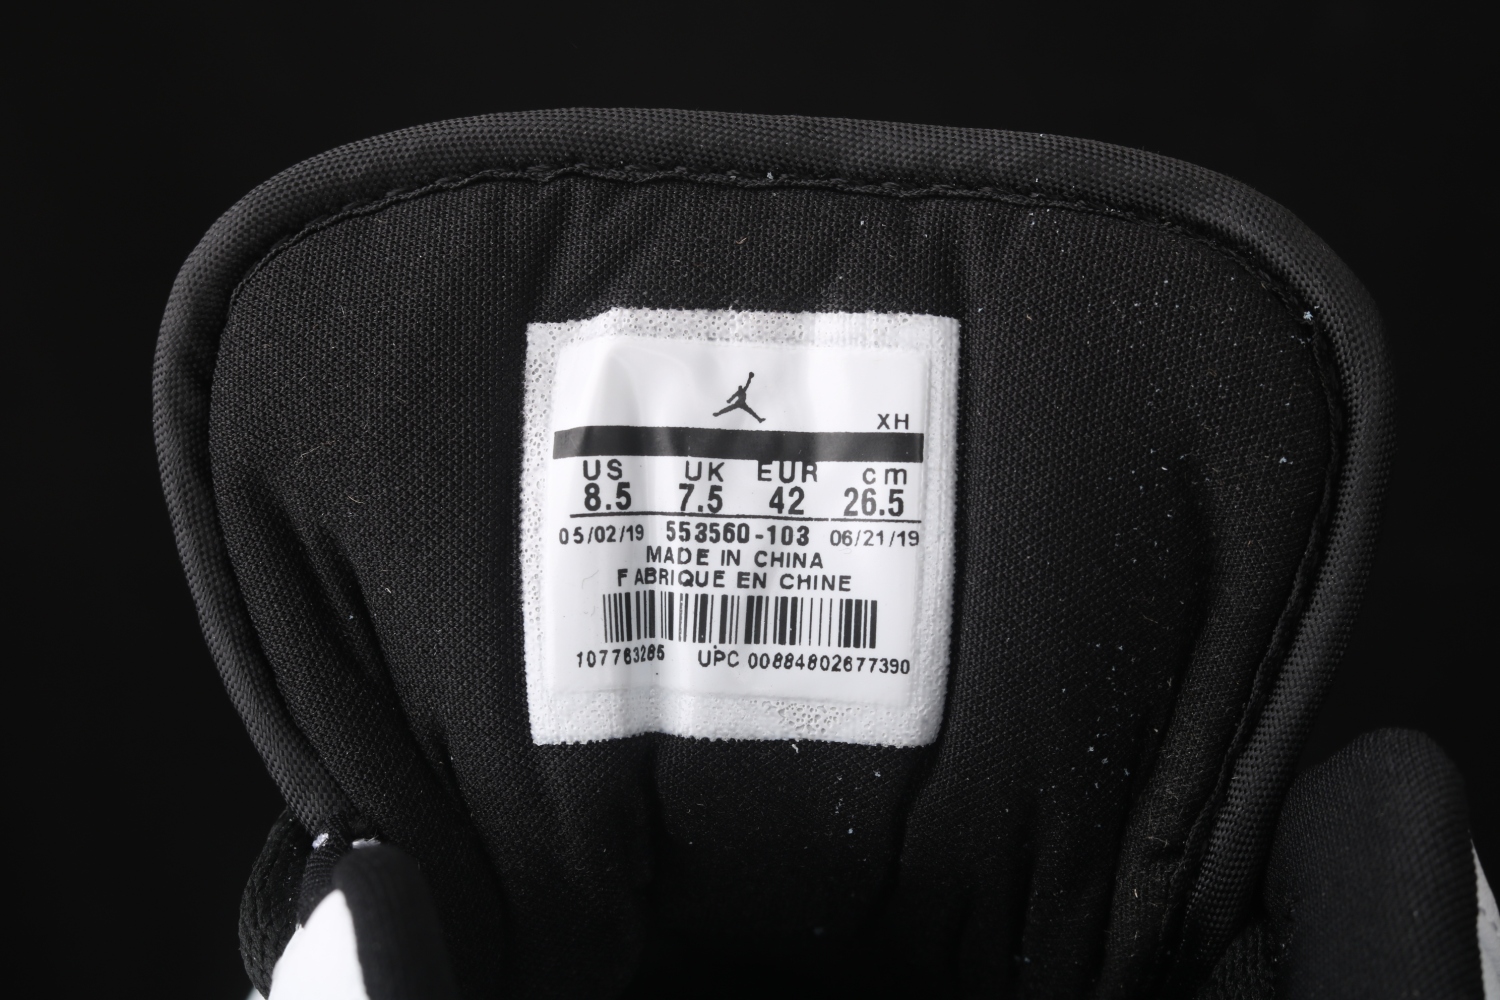 XH
US UK EUR cm
8.5 7.5 42 26.5
05/02/19 553560-103 06/21/19
MADE IN CHINA
FABRIQUE EN CHINE
107763285 UPC 00884802677390